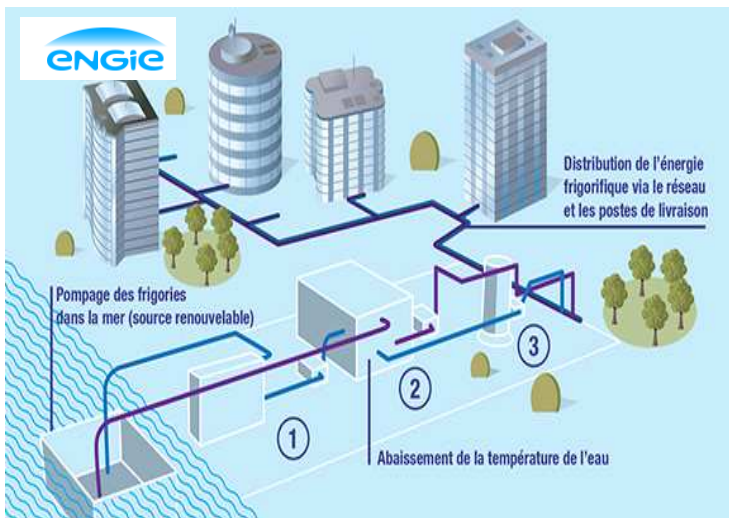 ENGIE
Distribution de l'énergie
frigorifique via le réseau
et les postes de livraison
Pompage des frigories
dans la mer (source renouvelable)
1
2
3
Abaissement de la température de l'eau